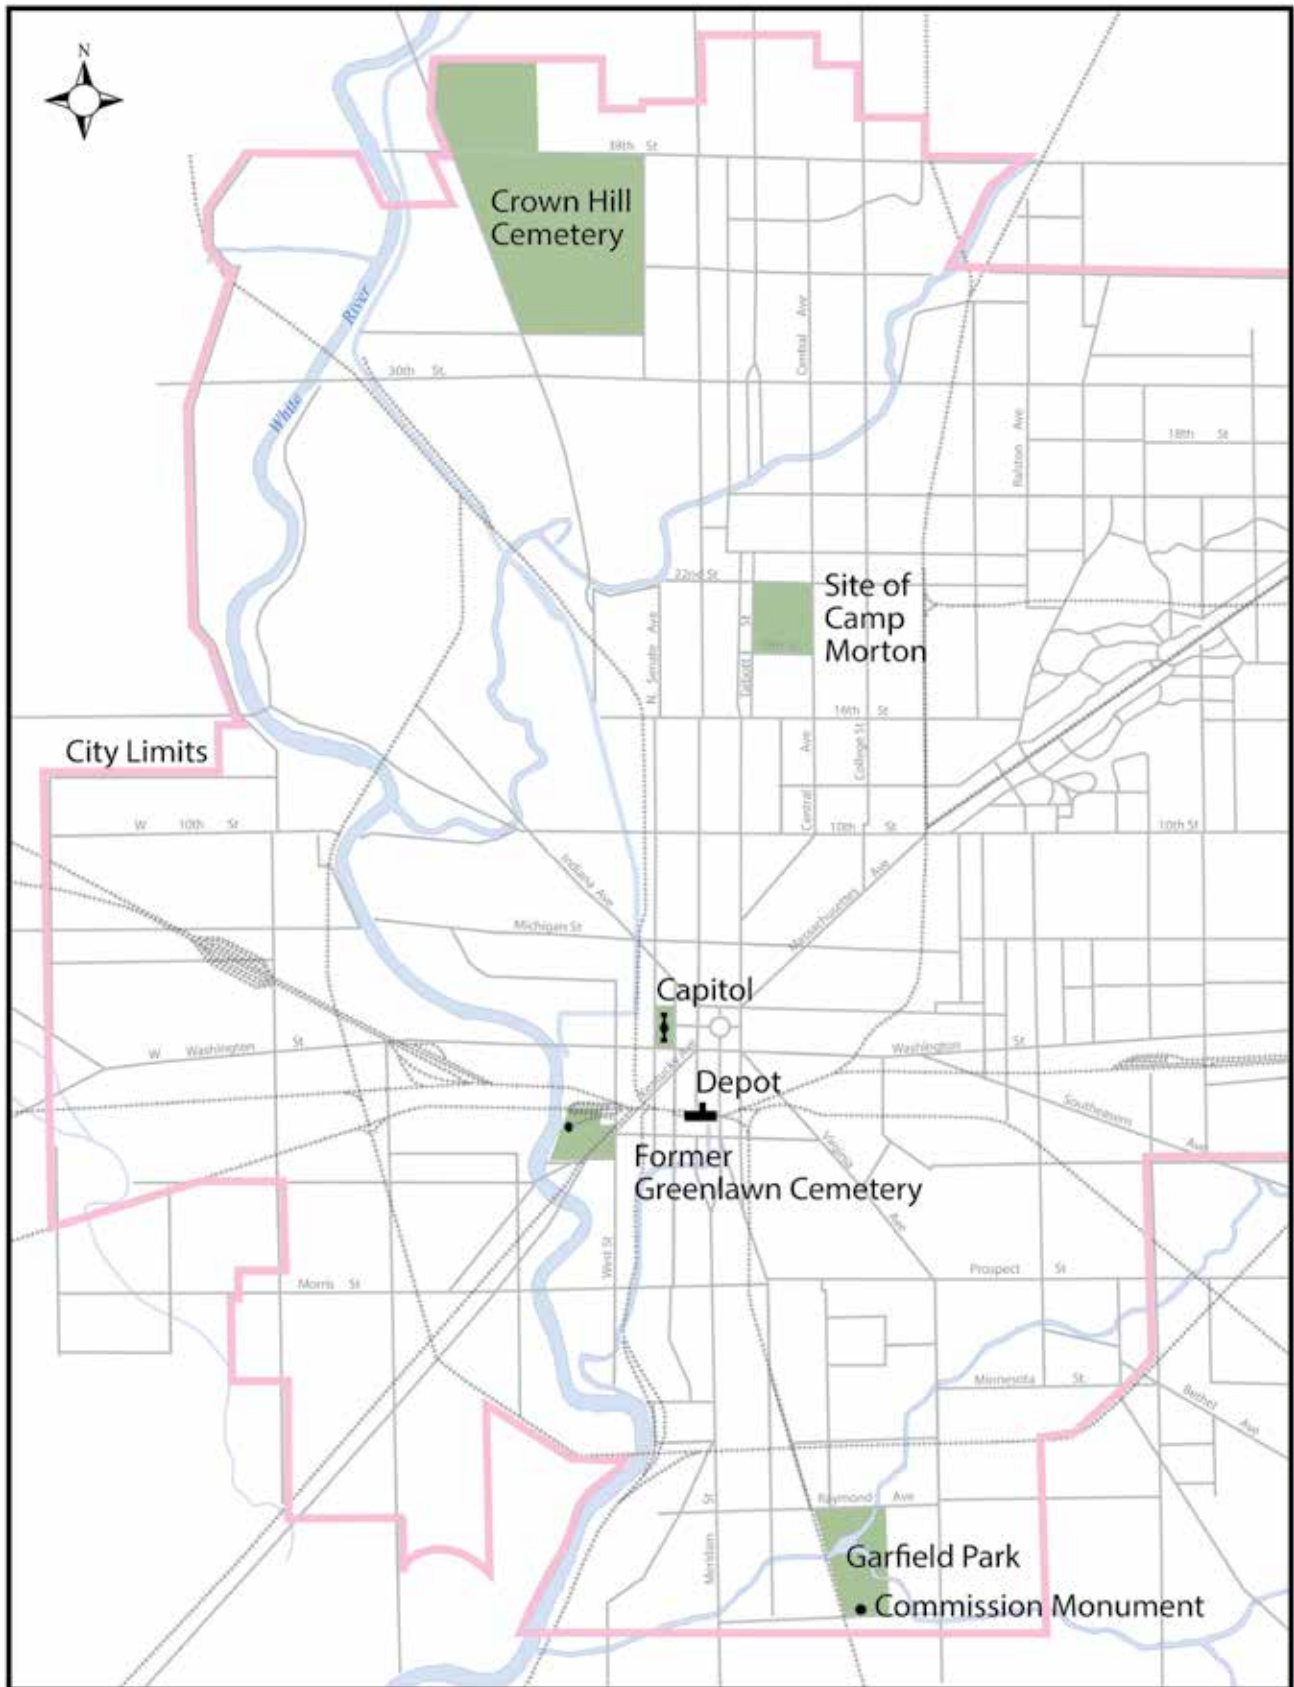 N
38th St
Crown Hill
Cemetery
White River
Central Ave
30th St.
Ralston Ave
18th St
22nd St
Site of
Camp
Morton
N Senate Ave
Talbott St
16th St
City Limits
Central Ave
College St
W 10th St
10th St
10th St
Indiana Ave
Massachusetts Ave
Michigan St
Capitol
W Washington St
Washington St
Kentucky Ave
Depot
Southeastern Ave
Virginia Ave
Former
Greenlawn Cemetery
West St
Prospect St
Morris St
Minnesota St.
Bethel Ave
Raymond Ave
Meridian St
Garfield Park
Commission Monument